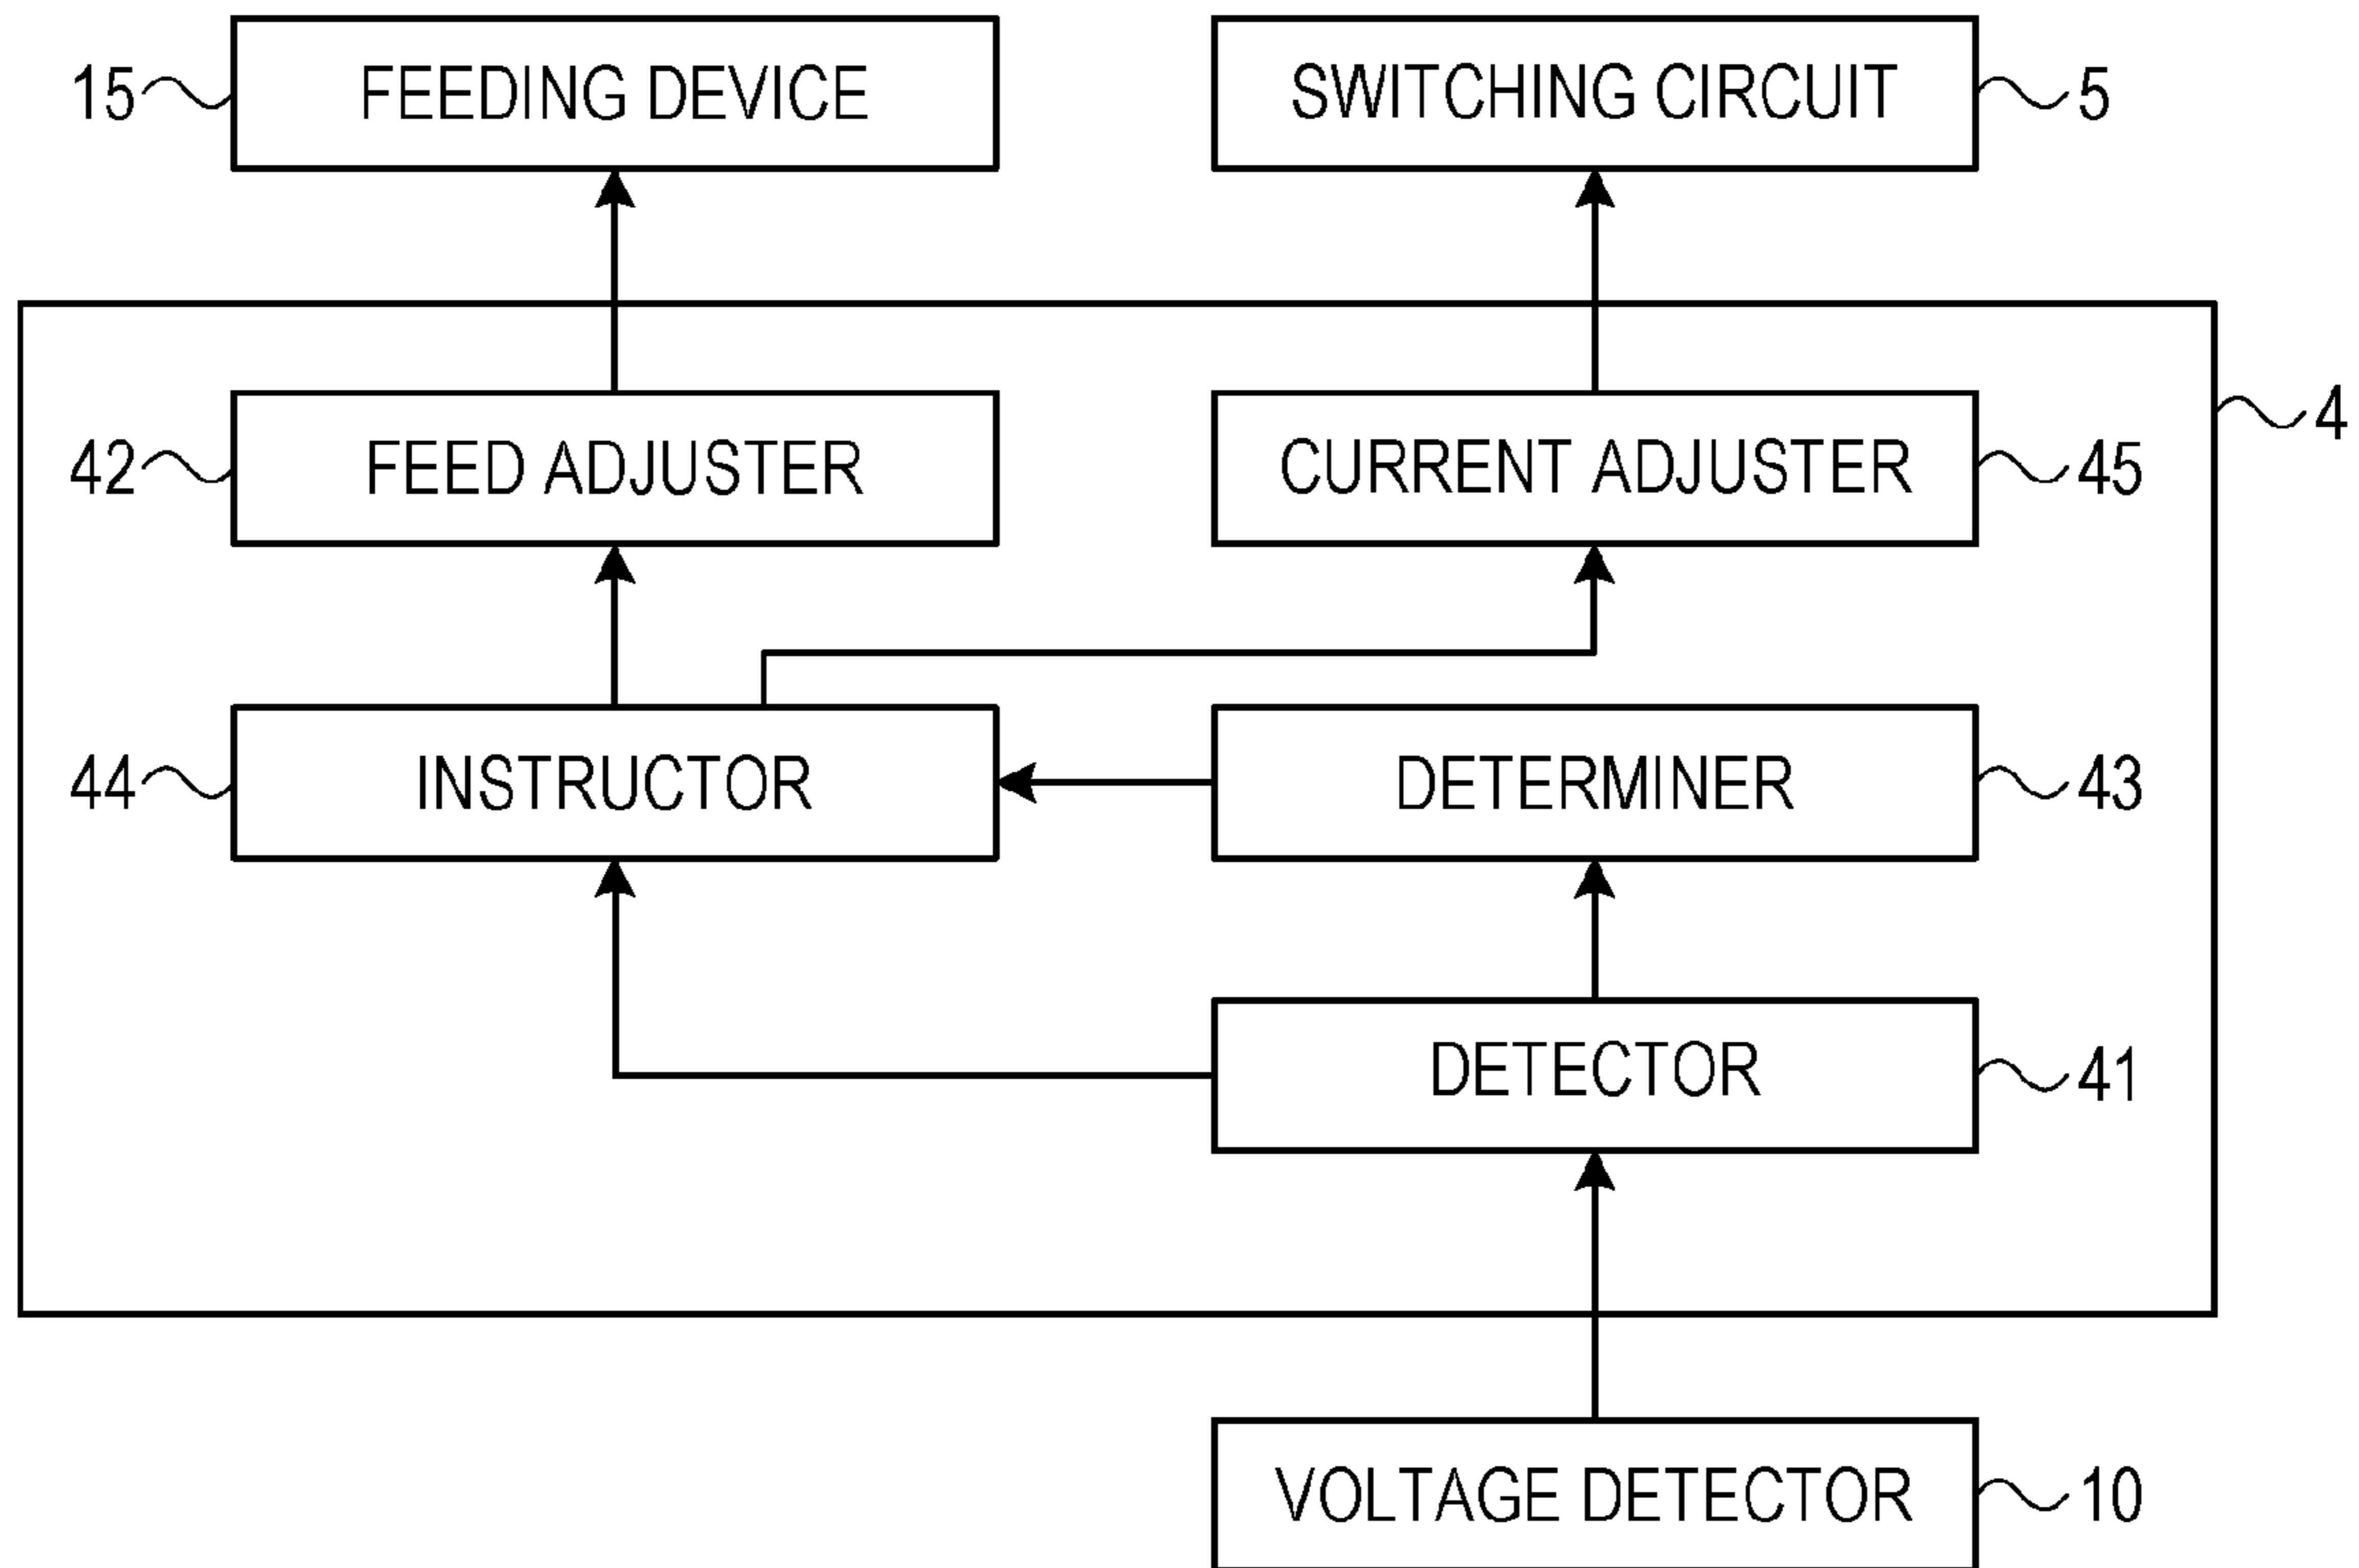 15 FEEDING DEVICE
SWITCHING CIRCUIT 5
4
42 FEED ADJUSTER
CURRENT ADJUSTER 45
44 INSTRUCTOR
DETERMINER 43
DETECTOR 41
VOLTAGE DETECTOR 10